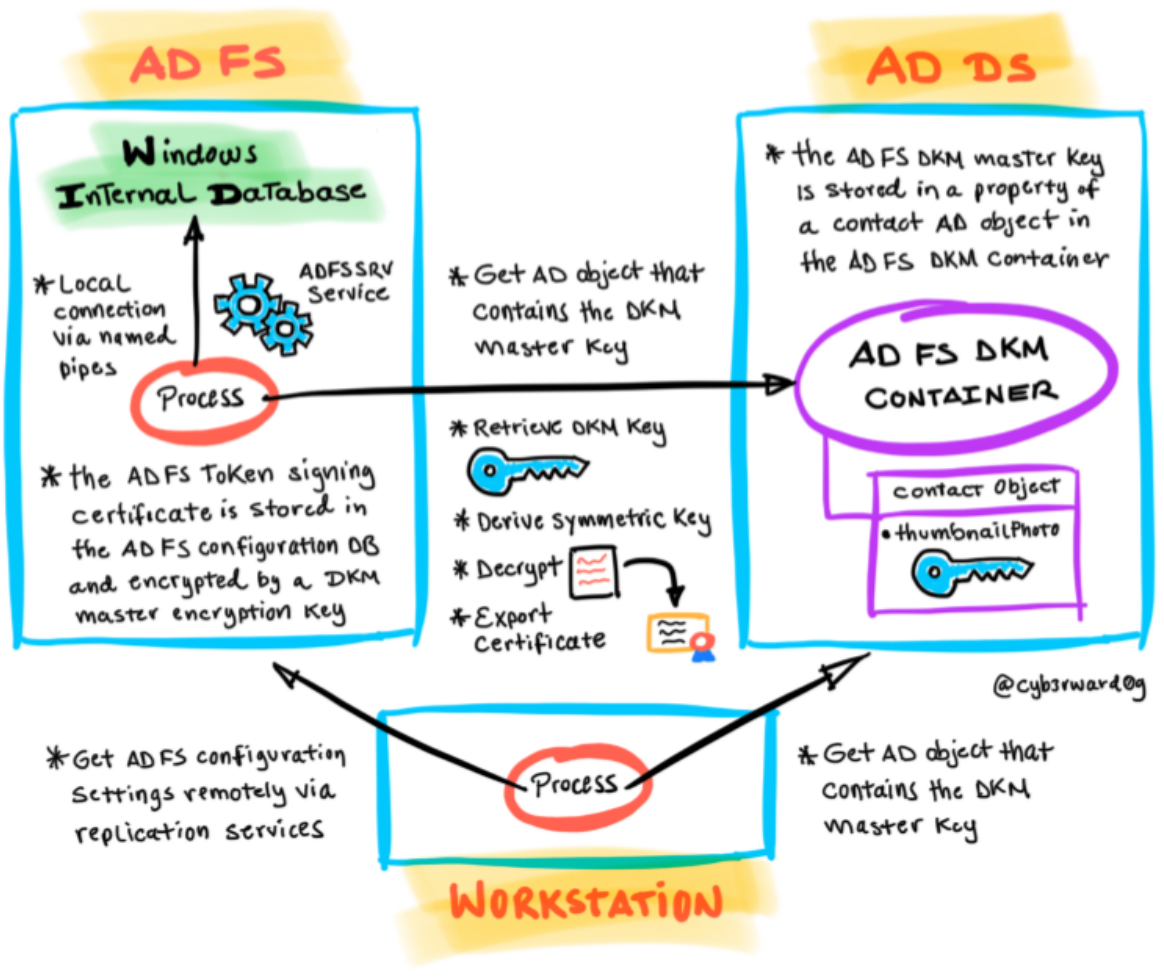 AD FS
AD DS
Windows
Internal Database
* Local
connection
via named
pipes
ADFSSRV
Service
Process
* the AD FS Token signing
certificate is stored in
the AD FS configuration DB
and encrypted by a DKM
master encryption key
* Get AD object that
contains the DKM
master key
* Retrieve DKM key
* Derive symmetric key
* Decrypt
* Export
certificate
* the AD FS DKM master key
is stored in a property of
a contact AD object in
the AD FS DKM container
AD FS DKM
CONTAINER
contact Object
• thumbnailPhoto
@cyb3rward0g
* Get AD FS configuration
settings remotely via
replication services
Process
* Get AD object that
contains the DKM
master key
WORKSTATION